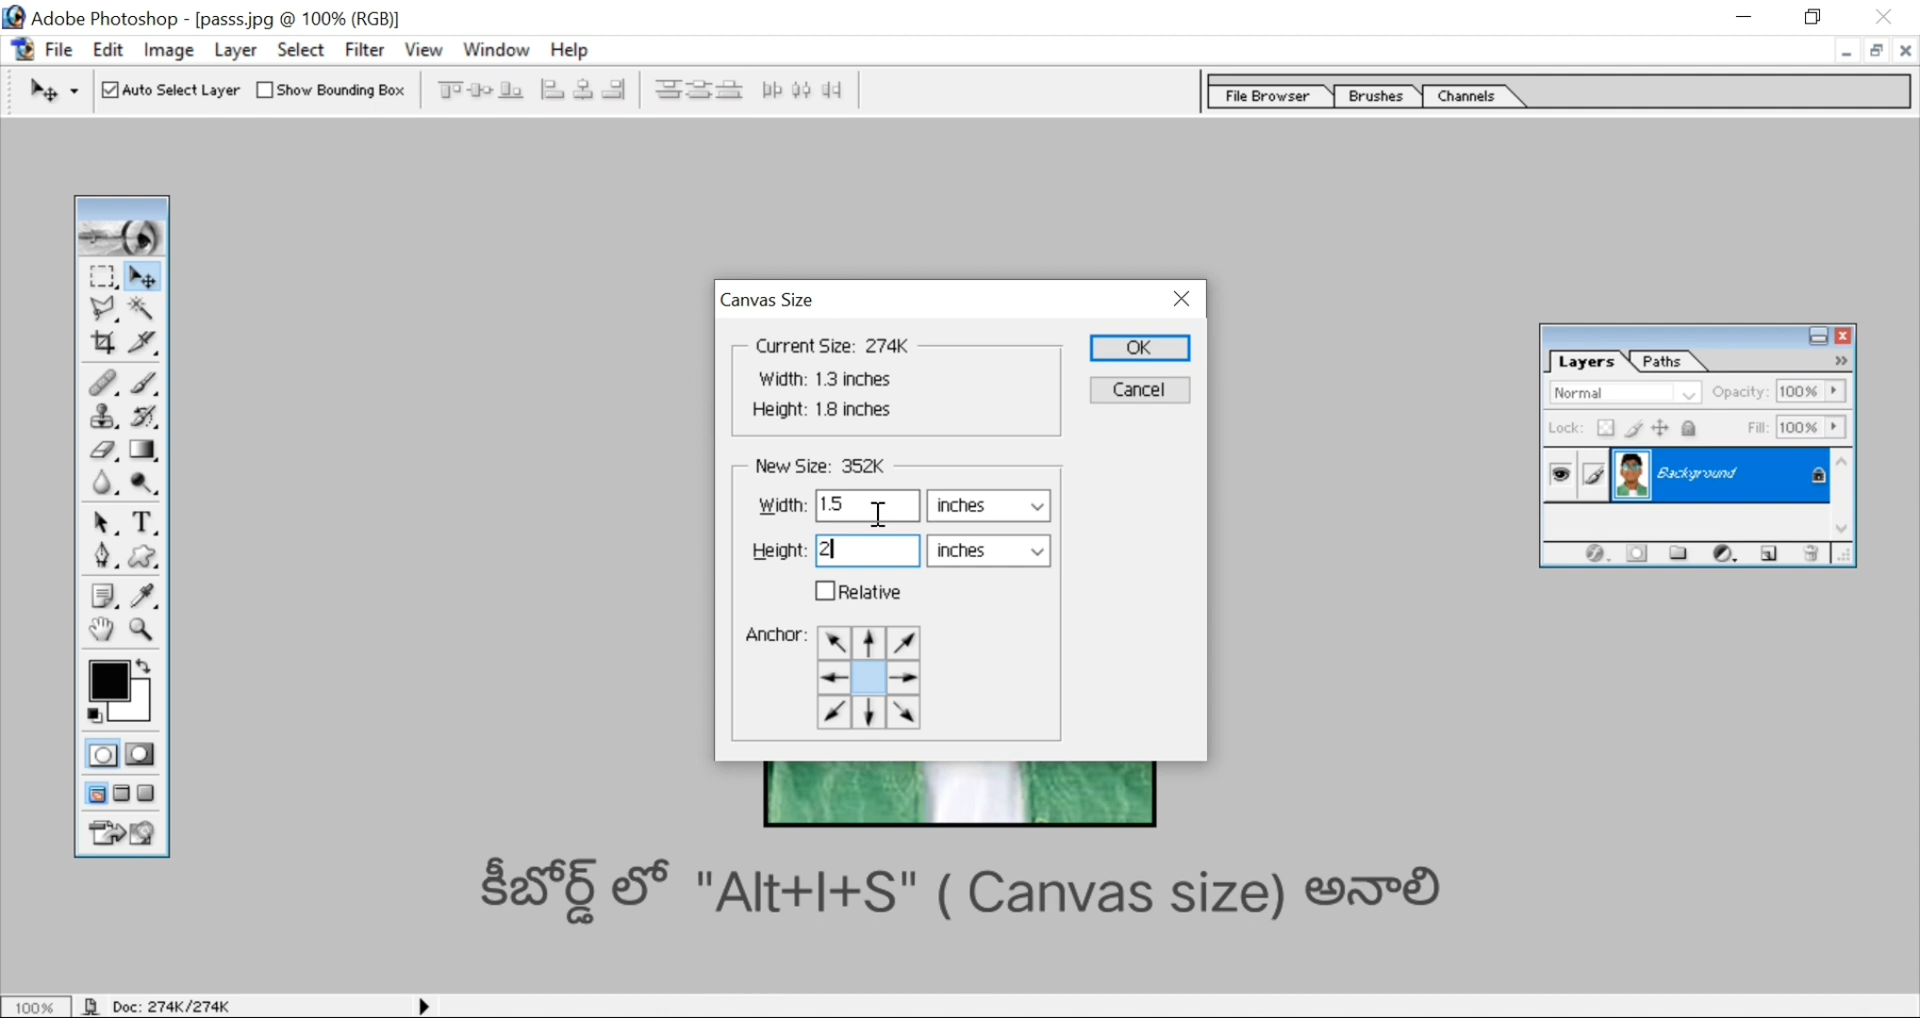 Adobe Photoshop - [passs.jpg @ 100% (RGB)]
File Edit Image Layer Select Filter View Window Help
Auto Select Layer Show Bounding Box File Browser Brushes Channels
Canvas Size
Current Size: 274K
Width: 1.3 inches
Height: 1.8 inches
OK
Cancel
New Size: 352K
Width: 1.5 inches
Height: 2 inches
Relative
Anchor:
Layers Paths
Normal Opacity: 100%
Lock: Fill: 100%
Background
కీబోర్డ్ లో "Alt+I+S" ( Canvas size) అనాలి
100% Doc: 274K/274K